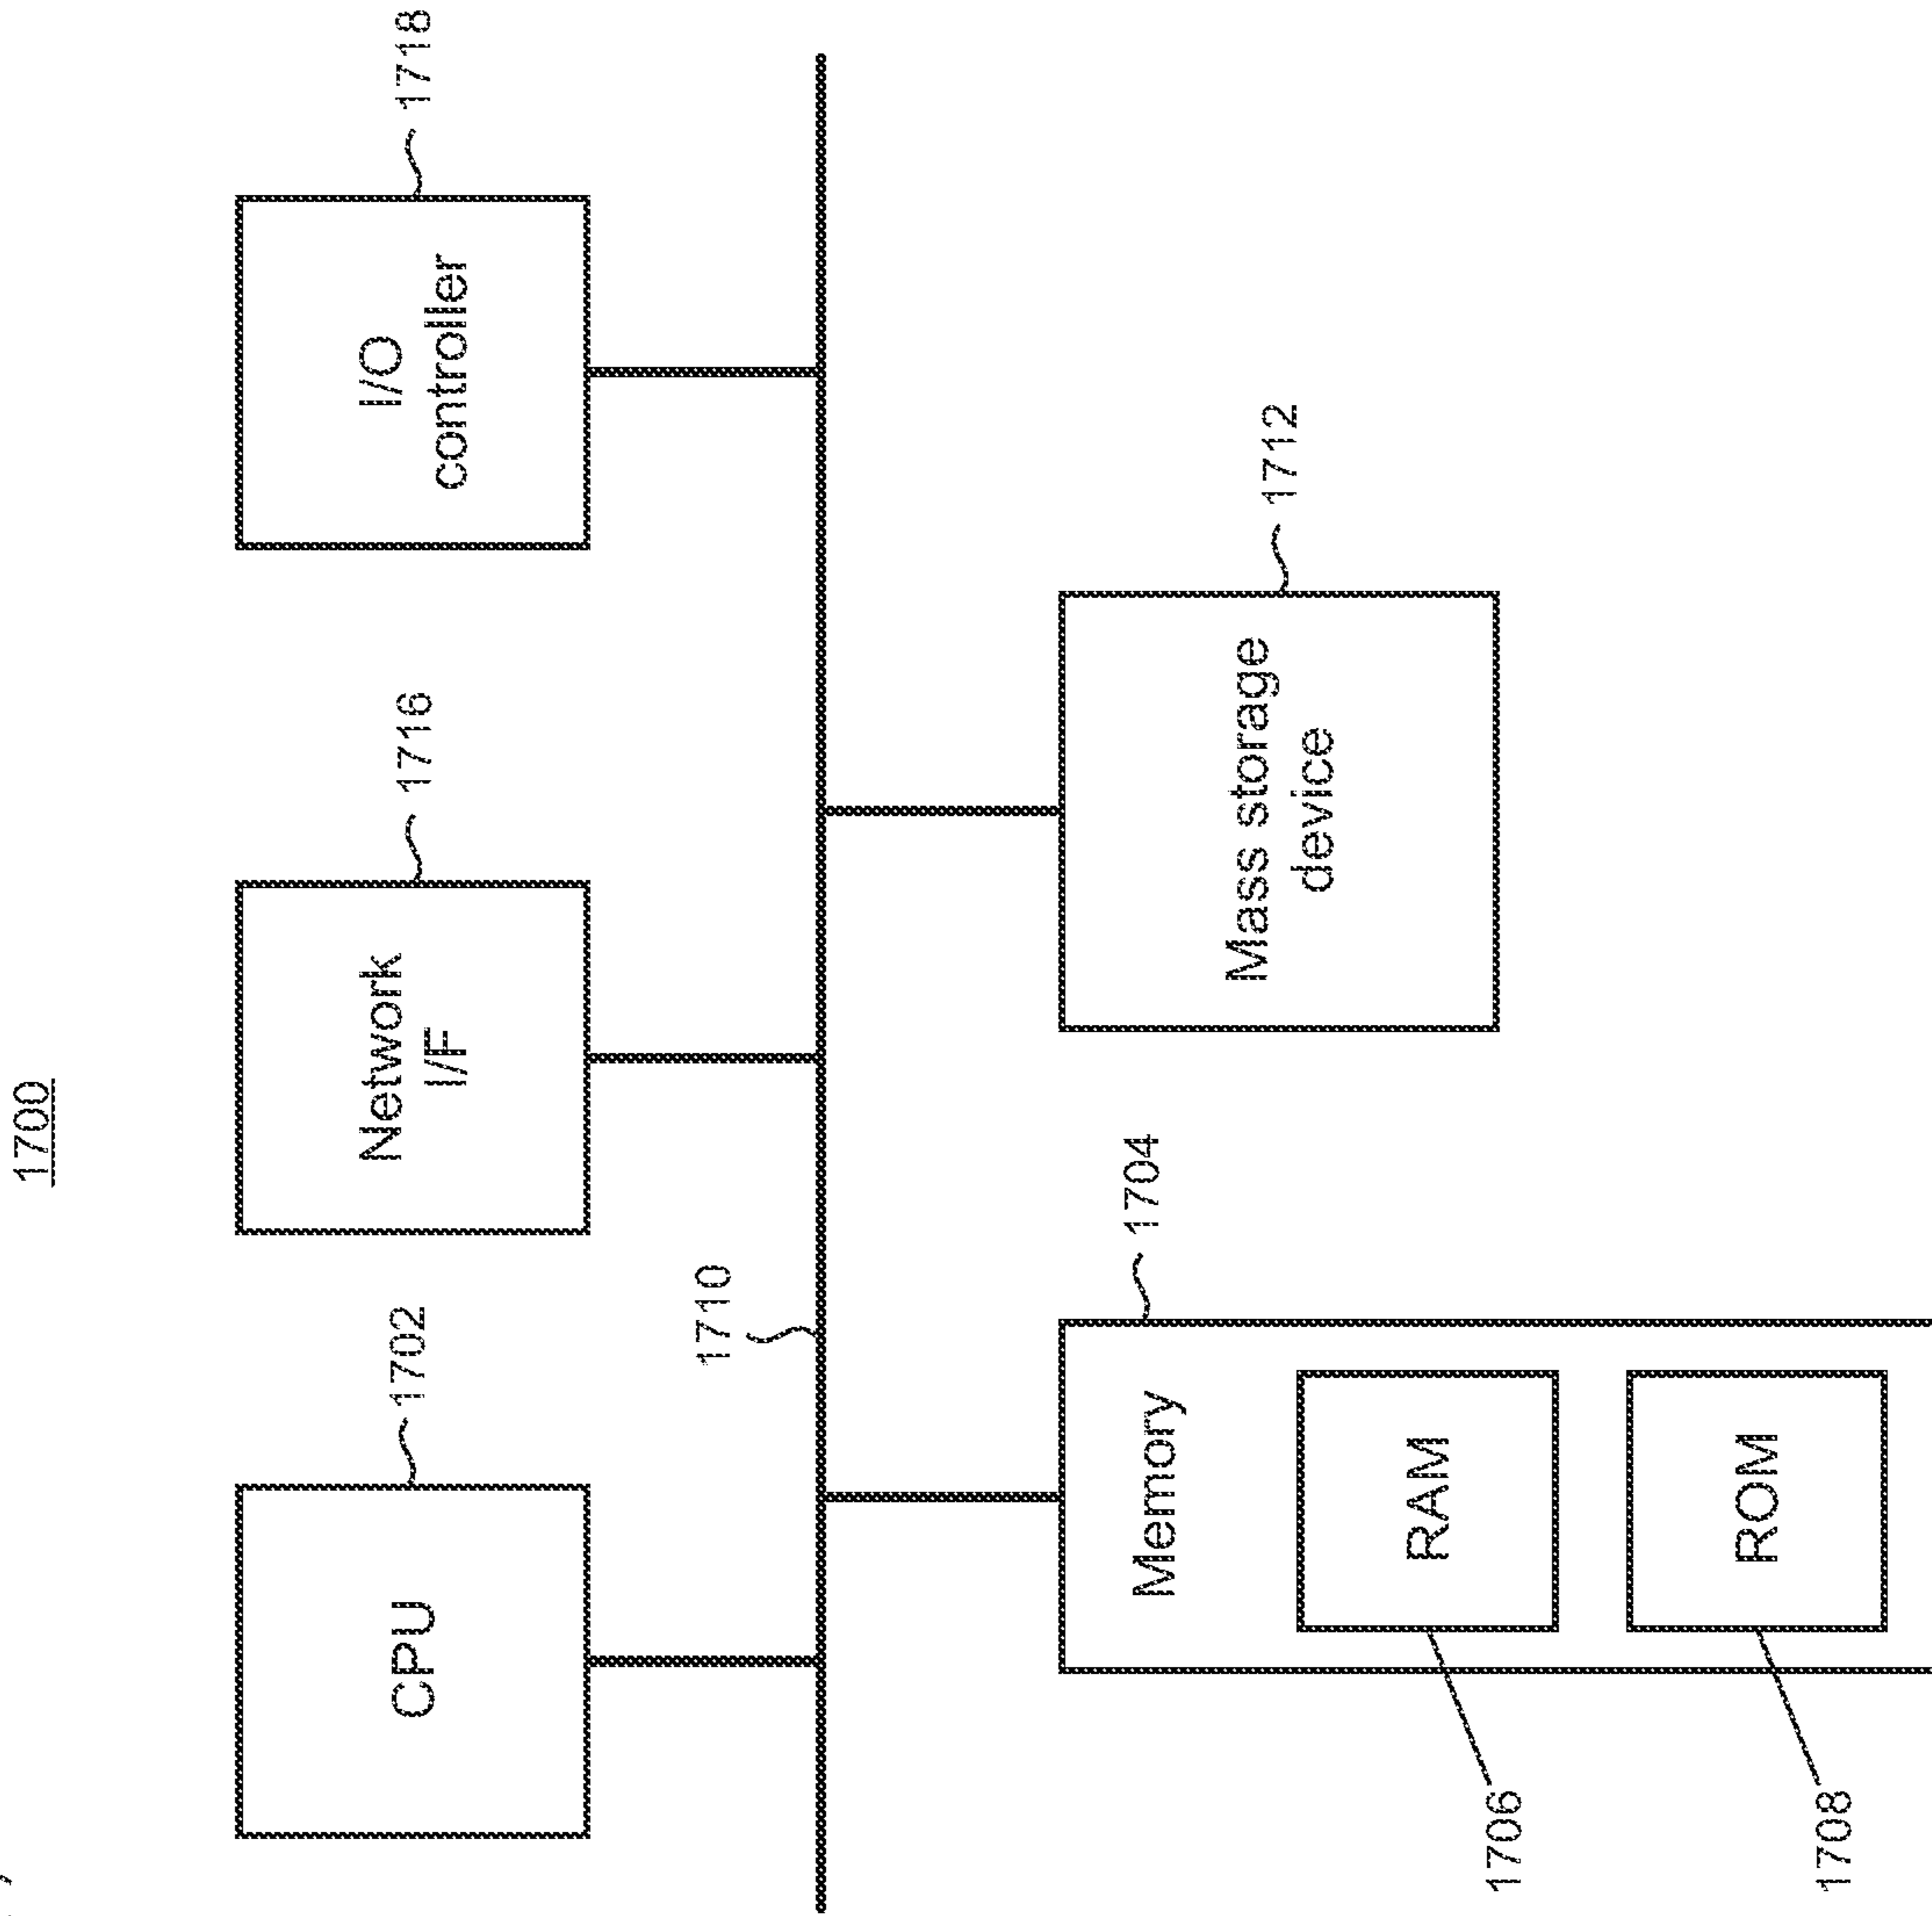 1700
CPU
1702
Network
I/F
1716
I/O
controller
1718
1710
Memory
1704
RAM
1706
ROM
1708
Mass storage
device
1712